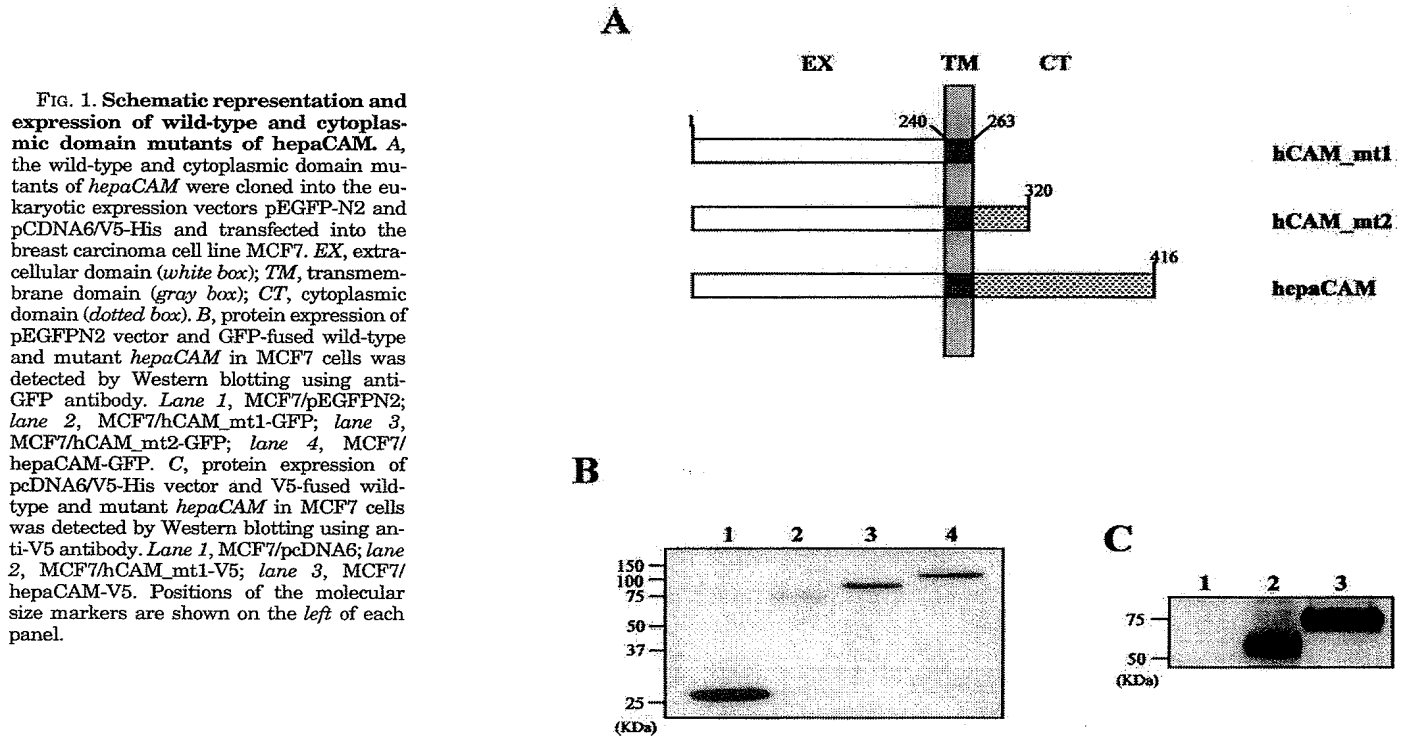 FIG. 1. Schematic representation and
expression of wild-type and cytoplas-
mic domain mutants of hepaCAM. A,
the wild-type and cytoplasmic domain mu-
tants of hepaCAM were cloned into the eu-
karyotic expression vectors pEGFP-N2 and
pCDNA6/V5-His and transfected into the
breast carcinoma cell line MCF7. EX, extra-
cellular domain (white box); TM, transmem-
brane domain (gray box); CT, cytoplasmic
domain (dotted box). B, protein expression of
pEGFPN2 vector and GFP-fused wild-type
and mutant hepaCAM in MCF7 cells was
detected by Western blotting using anti-
GFP antibody. Lane 1, MCF7/pEGFPN2;
lane 2, MCF7/hCAM_mt1-GFP; lane 3,
MCF7/hCAM_mt2-GFP; lane 4, MCF7/
hepaCAM-GFP. C, protein expression of
pcDNA6/V5-His vector and V5-fused wild-
type and mutant hepaCAM in MCF7 cells
was detected by Western blotting using an-
ti-V5 antibody. Lane 1, MCF7/pcDNA6; lane
2, MCF7/hCAM_mt1-V5; lane 3, MCF7/
hepaCAM-V5. Positions of the molecular
size markers are shown on the left of each
panel.
A
EX TM CT
1 240 263
hCAM_mt1
320
hCAM_mt2
416
hepaCAM
B
1 2 3 4
150
100
75
50
37
25
(KDa)
C
1 2 3
75
50
(KDa)